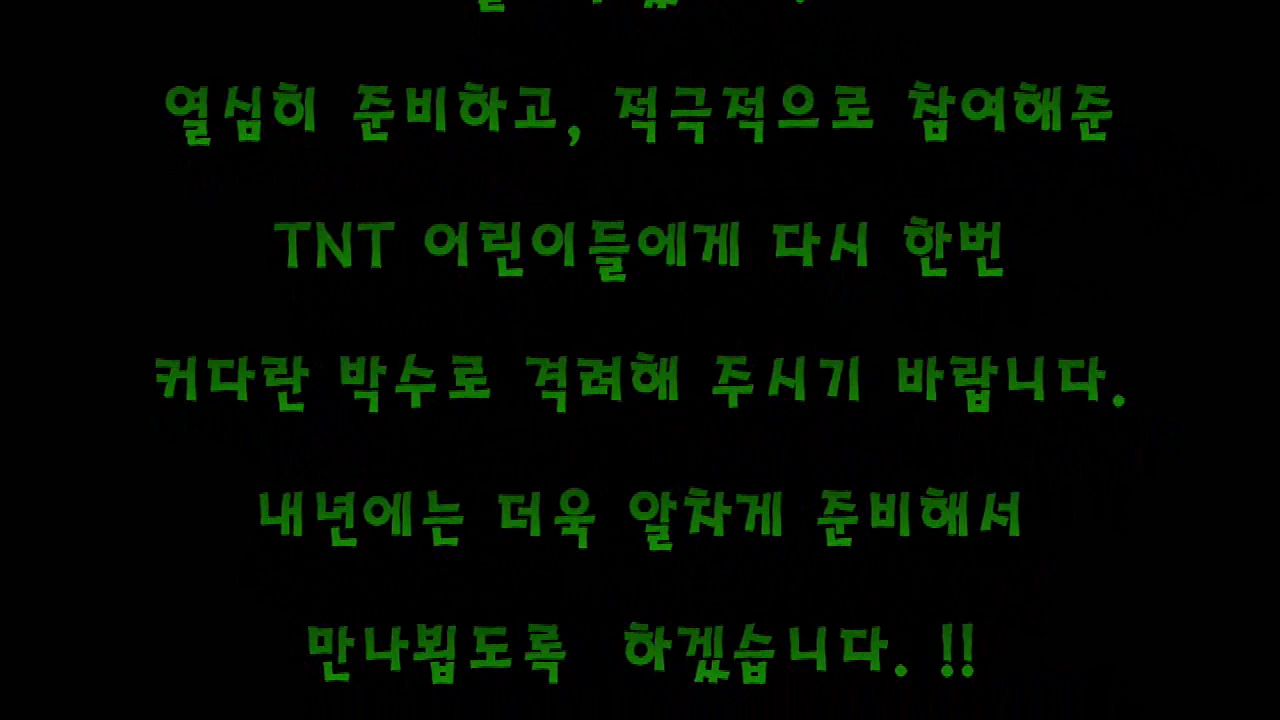 열심히 준비하고, 적극적으로 참여해준
TNT 어린이들에게 다시 한번
커다란 박수로 격려해 주시기 바랍니다.
내년에는 더욱 알차게 준비해서
만나뵙도록 하겠습니다. !!